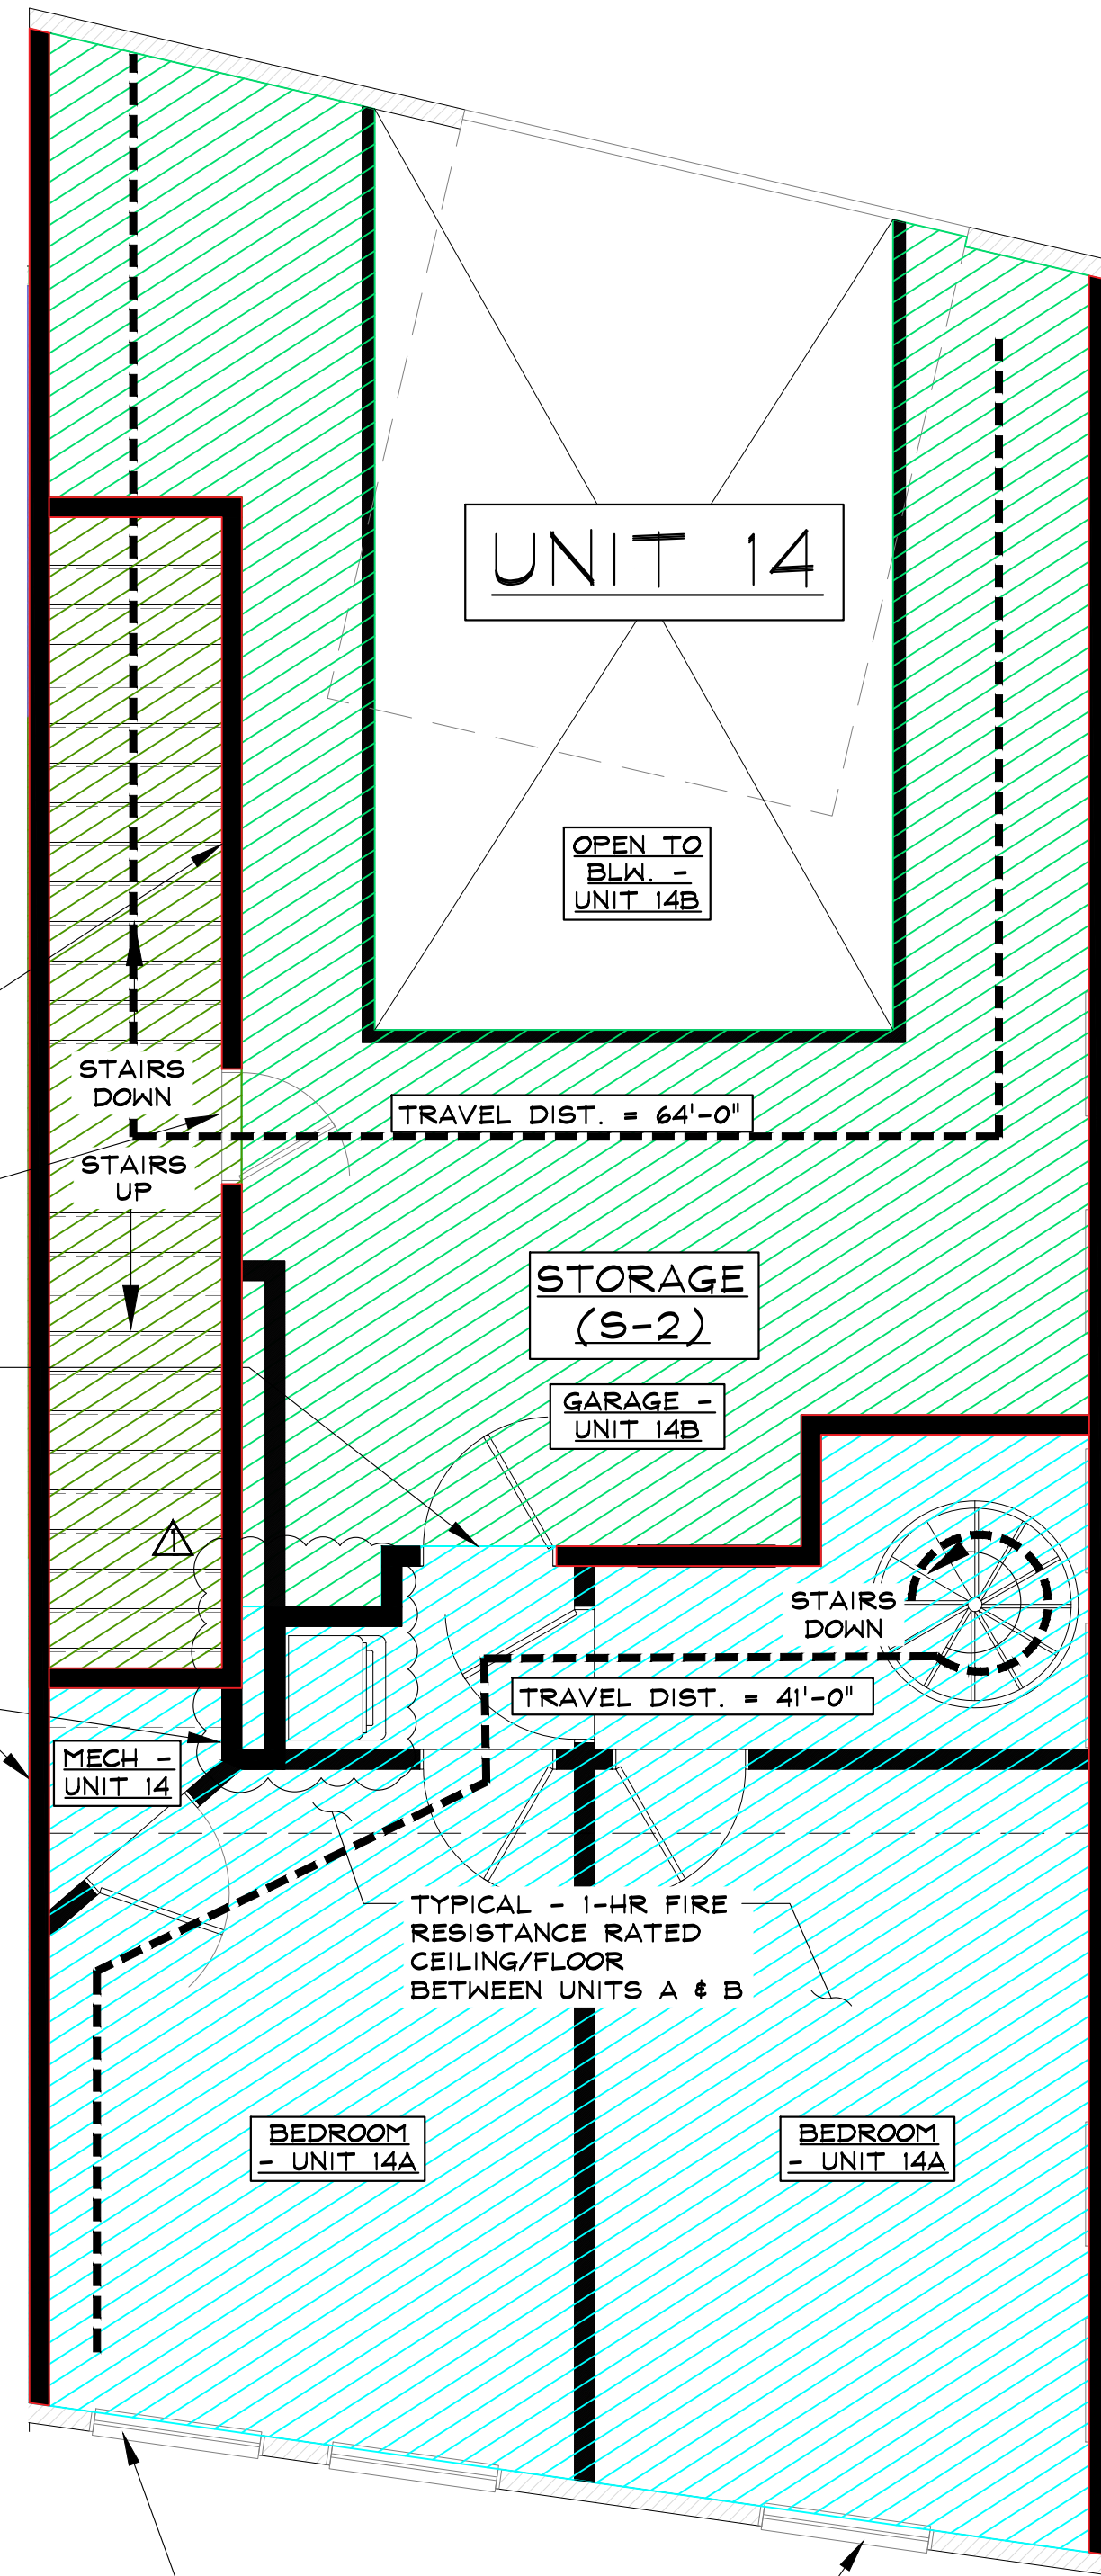 UNIT 14
OPEN TO
BLW. -
UNIT 14B
STAIRS
DOWN
TRAVEL DIST. = 64'-0"
STAIRS
UP
STORAGE
(S-2)
GARAGE -
UNIT 14B
1
STAIRS
DOWN
TRAVEL DIST. = 41'-0"
MECH -
UNIT 14
TYPICAL - 1-HR FIRE
RESISTANCE RATED
CEILING/FLOOR
BETWEEN UNITS A & B
BEDROOM
- UNIT 14A
BEDROOM
- UNIT 14A